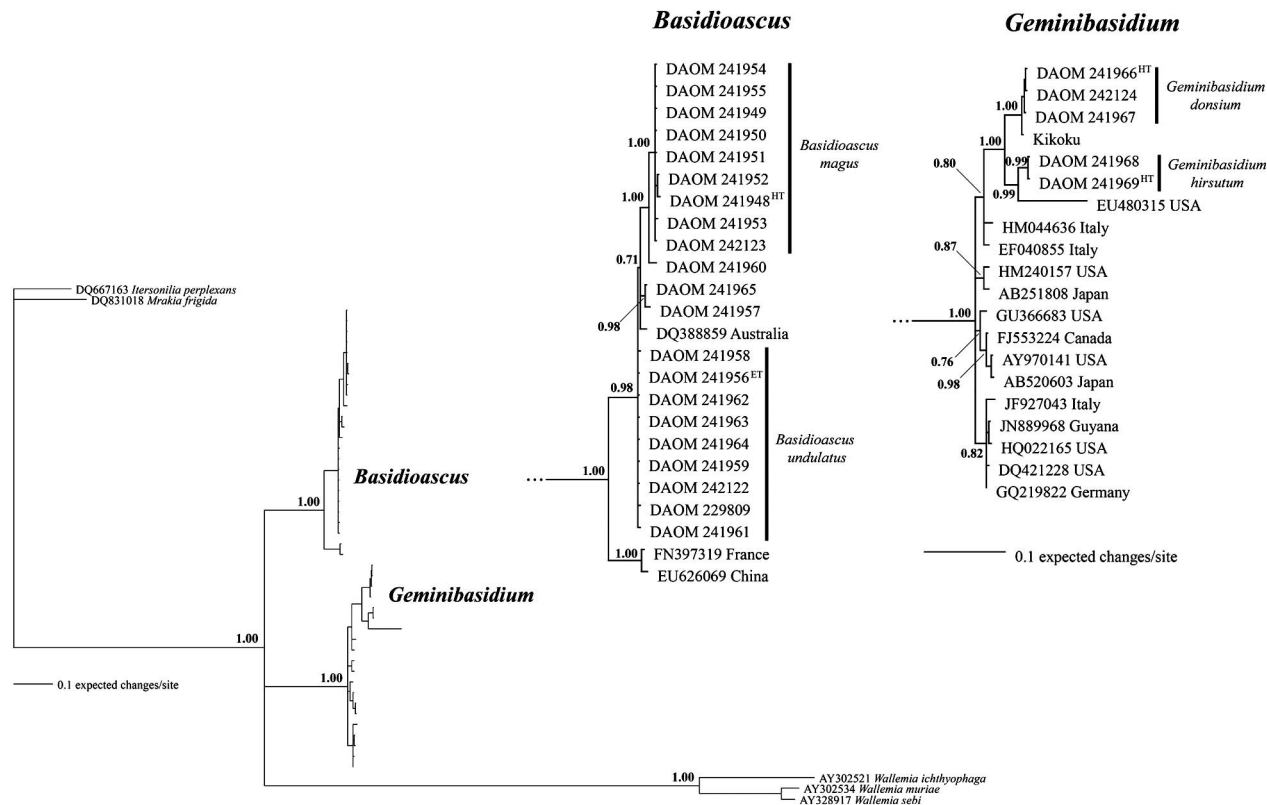 Basidioascus
DAOM 241954
DAOM 241955
DAOM 241949
DAOM 241950
1.00
DAOM 241951
Basidioascus
magus
DAOM 241952
1.00
DAOM 241948HT
DAOM 241953
DAOM 242123
0.71
DAOM 241960
DAOM 241965
DAOM 241957
0.98
DQ388859 Australia
DAOM 241958
0.98
DAOM 241956ET
DAOM 241962
DAOM 241963
DAOM 241964
Basidioascus
undulatus
DAOM 241959
1.00
DAOM 242122
DAOM 229809
DAOM 241961
1.00
FN397319 France
EU626069 China
Geminibasidium
DAOM 241966HT
DAOM 242124
Geminibasidium
donsium
1.00
DAOM 241967
1.00
Kikoku
0.80
0.99
DAOM 241968
DAOM 241969HT
Geminibasidium
hirsutum
0.99
EU480315 USA
HM044636 Italy
0.87
EF040855 Italy
HM240157 USA
AB251808 Japan
1.00
GU366683 USA
FJ553224 Canada
0.76
AY970141 USA
0.98
AB520603 Japan
JF927043 Italy
JN889968 Guyana
0.82
HQ022165 USA
DQ421228 USA
GQ219822 Germany
0.1 expected changes/site
DQ667163 Itersonilia perplexans
DQ831018 Mrakia frigida
1.00
Basidioascus
Geminibasidium
1.00
1.00
0.1 expected changes/site
1.00
AY302521 Wallemia ichthyophaga
AY302534 Wallemia muriae
AY328917 Wallemia sebi